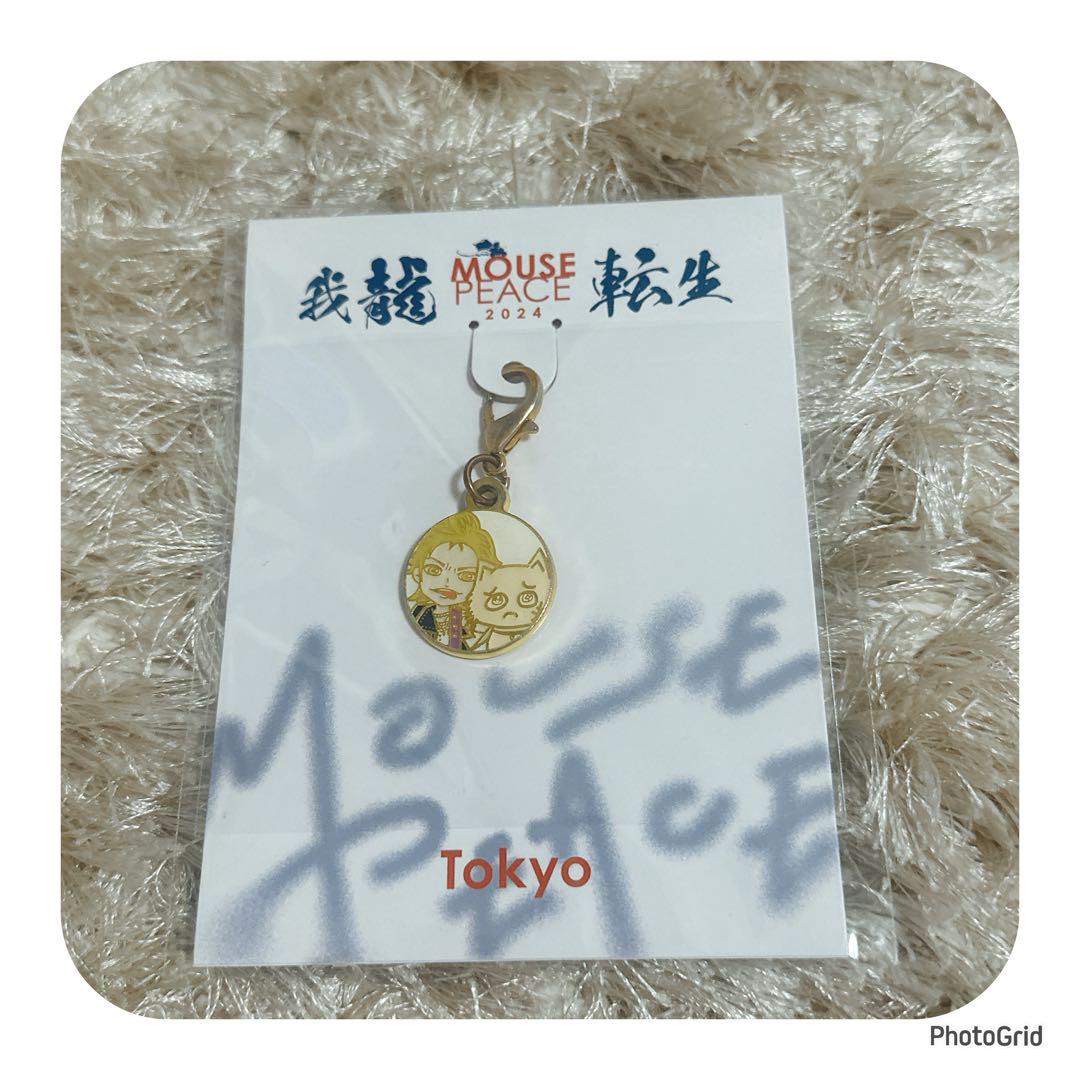 我龍 MOUSE 転生
PEACE
2024
MOUSE
PEACE
Tokyo
PhotoGrid